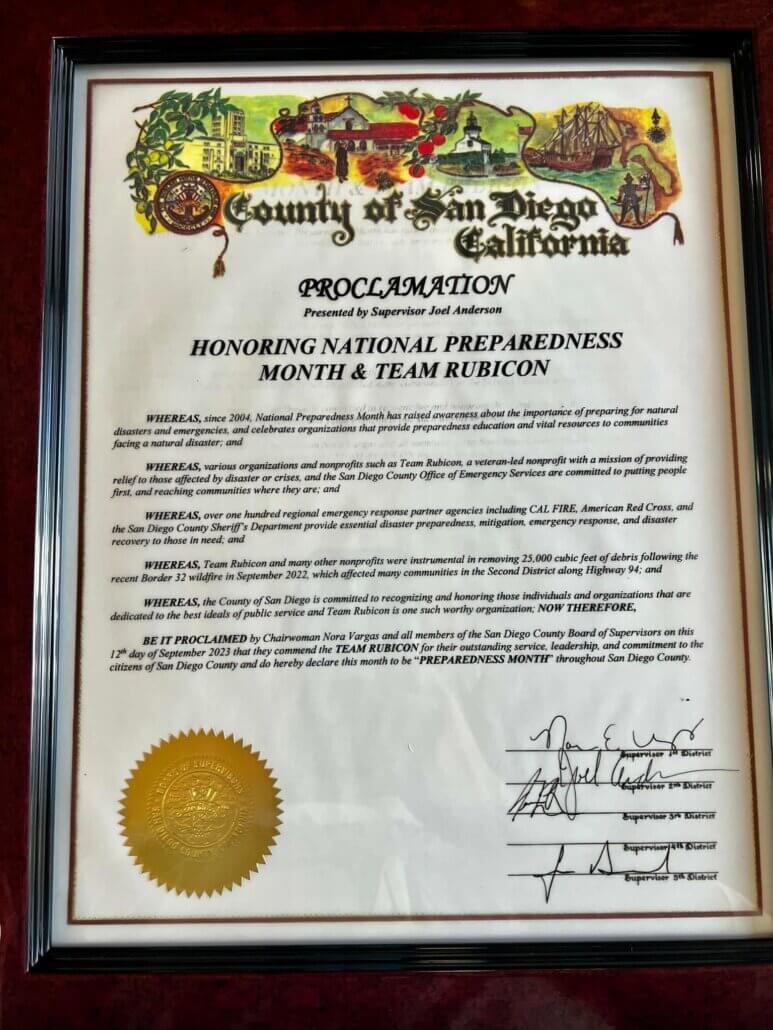 County of San Diego
California
PROCLAMATION
Presented by Supervisor Joel Anderson
HONORING NATIONAL PREPAREDNESS
MONTH & TEAM RUBICON
WHEREAS, since 2004, National Preparedness Month has raised awareness about the importance of preparing for natural
disasters and emergencies, and celebrates organizations that provide preparedness education and vital resources to communities
facing a natural disaster; and
WHEREAS, various organizations and nonprofits such as Team Rubicon, a veteran-led nonprofit with a mission of providing
relief to those affected by disaster or crises, and the San Diego County Office of Emergency Services are committed to putting people
first, and reaching communities where they are; and
WHEREAS, over one hundred regional emergency response partner agencies including CAL FIRE, American Red Cross, and
the San Diego County Sheriff's Department provide essential disaster preparedness, mitigation, emergency response, and disaster
recovery to those in need; and
WHEREAS, Team Rubicon and many other nonprofits were instrumental in removing 25,000 cubic feet of debris following the
recent Border 32 wildfire in September 2022, which affected many communities in the Second District along Highway 94; and
WHEREAS, the County of San Diego is committed to recognizing and honoring those individuals and organizations that are
dedicated to the best ideals of public service and Team Rubicon is one such worthy organization; NOW THEREFORE,
BE IT PROCLAIMED by Chairwoman Nora Vargas and all members of the San Diego County Board of Supervisors on this
12th day of September 2023 that they commend the TEAM RUBICON for their outstanding service, leadership, and commitment to the
citizens of San Diego County and do hereby declare this month to be "PREPAREDNESS MONTH" throughout San Diego County.
BOARD OF SUPERVISORS
SAN DIEGO COUNTY CALIFORNIA
Supervisor 1st District
Joel Anderson
Supervisor 2nd District
Supervisor 3rd District
Supervisor 4th District
Supervisor 5th District